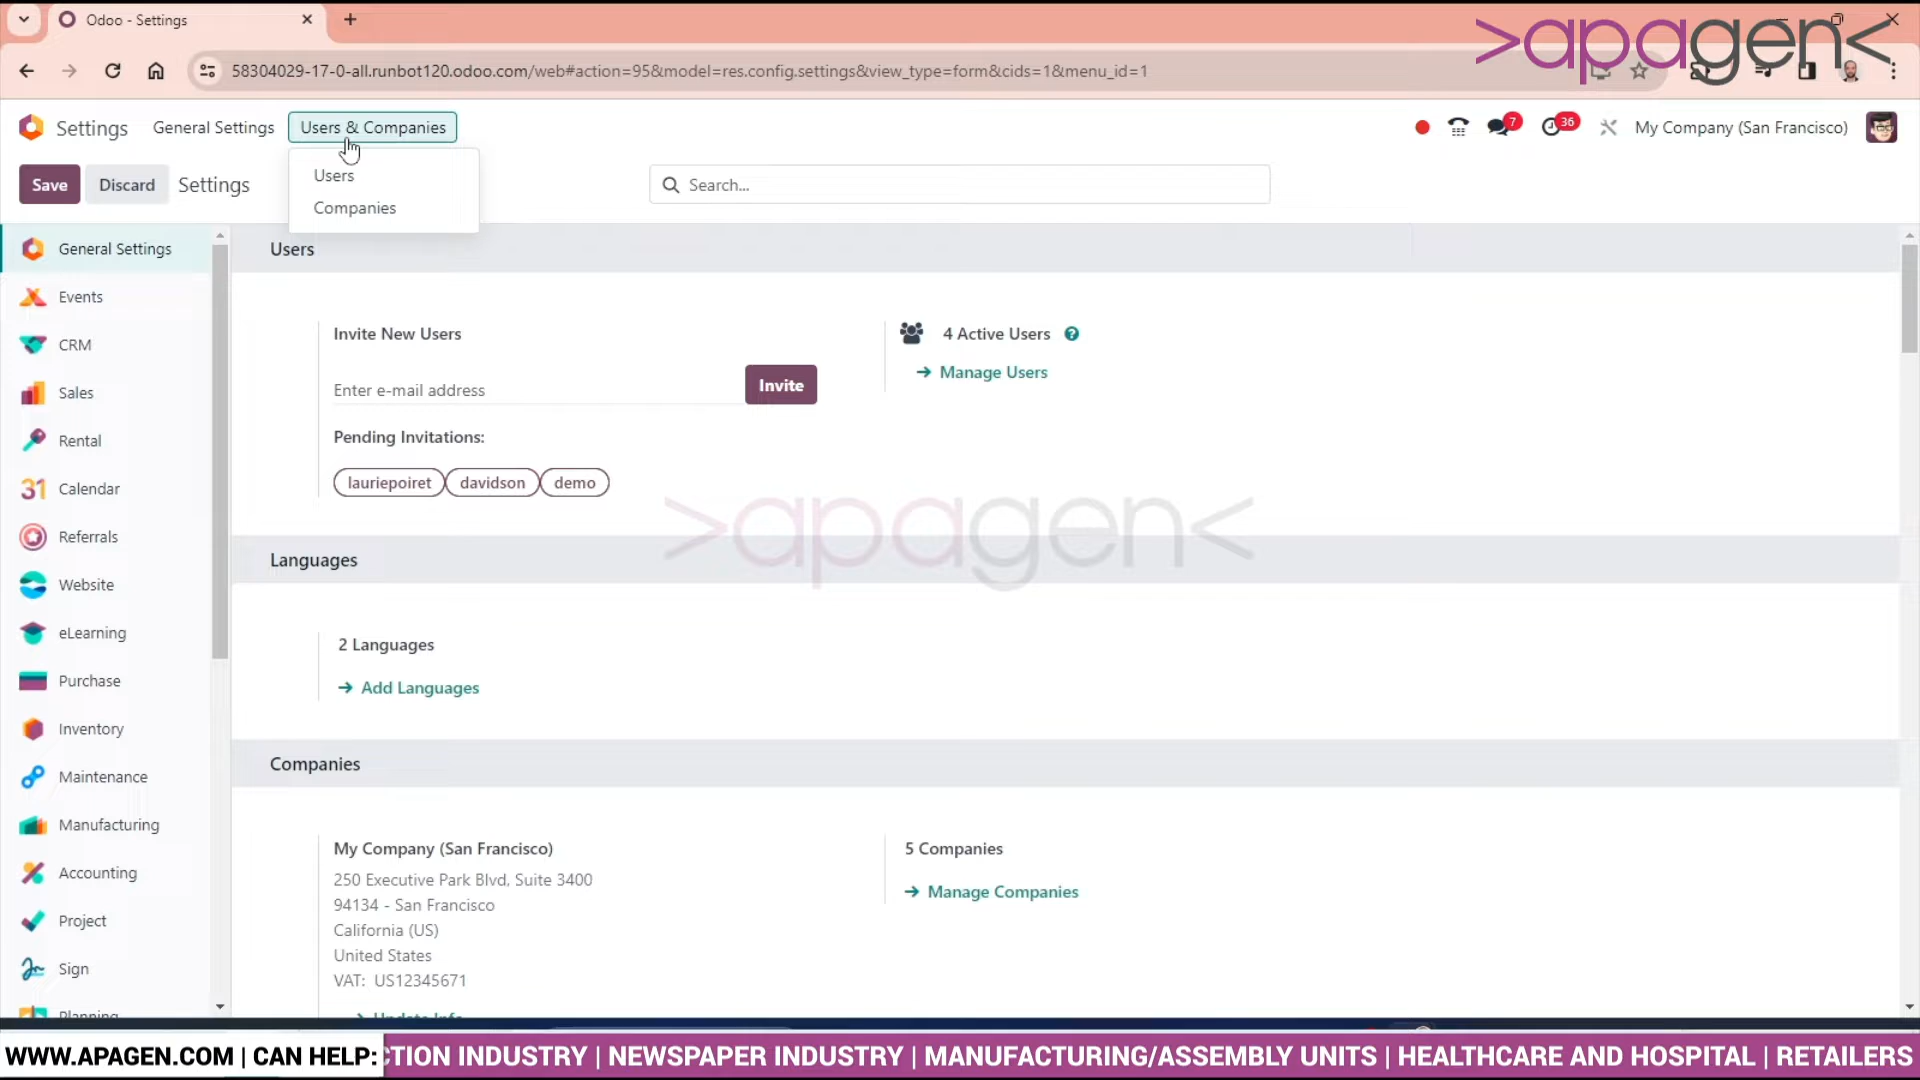 Odoo - Settings
58304029-17-0-all.runbot120.odoo.com/web#action=95&model=res.config.settings&view_type=form&cids=1&menu_id=1
>apagen<
Settings General Settings Users & Companies 7 36 My Company (San Francisco)
Users
Companies
Save Discard Settings Search...
General Settings
Events
CRM
Sales
Rental
31 Calendar
Referrals
Website
eLearning
Purchase
Inventory
Maintenance
Manufacturing
Accounting
Project
Sign
Planning
Users
Invite New Users
Enter e-mail address Invite
Pending Invitations:
lauriepoiret davidson demo
4 Active Users ?
→ Manage Users
>apagen<
Languages
2 Languages
→ Add Languages
Companies
My Company (San Francisco)
250 Executive Park Blvd, Suite 3400
94134 - San Francisco
California (US)
United States
VAT: US12345671
Update Info
5 Companies
→ Manage Companies
WWW.APAGEN.COM | CAN HELP: CTION INDUSTRY | NEWSPAPER INDUSTRY | MANUFACTURING/ASSEMBLY UNITS | HEALTHCARE AND HOSPITAL | RETAILERS